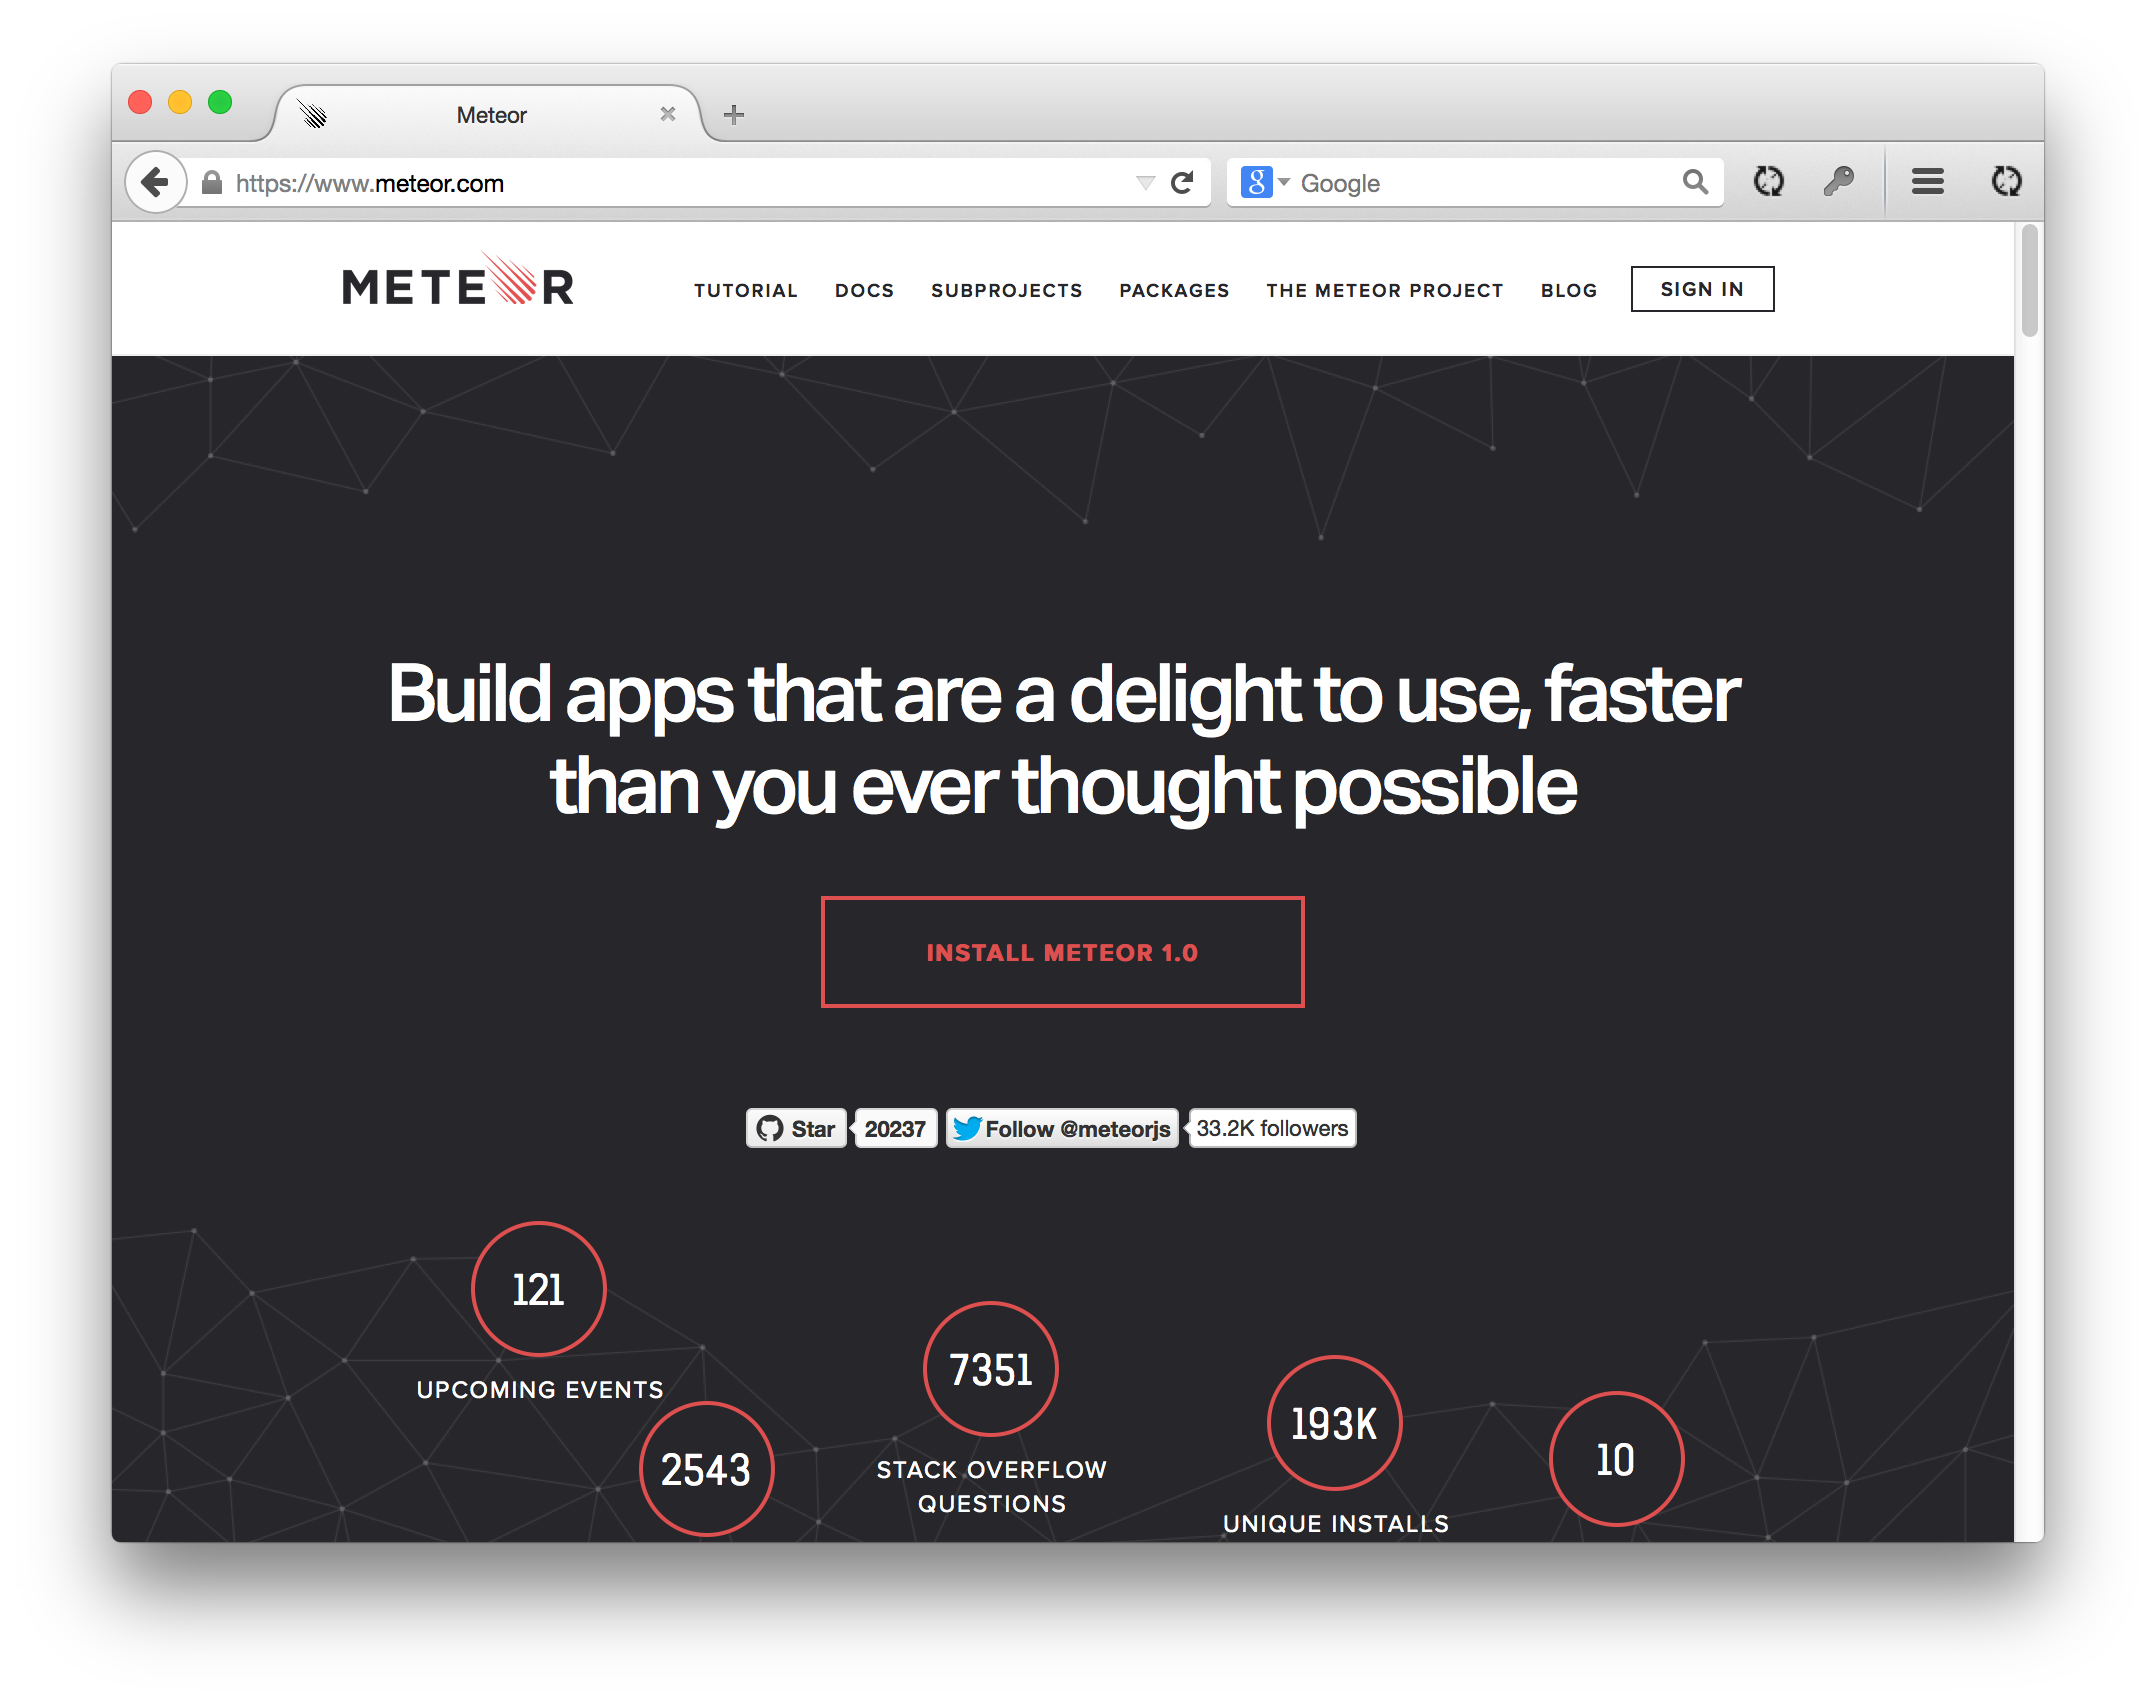 Meteor
https://www.meteor.com
g Google
METEOR
TUTORIAL DOCS SUBPROJECTS PACKAGES THE METEOR PROJECT BLOG SIGN IN
Build apps that are a delight to use, faster
than you ever thought possible
INSTALL METEOR 1.0
Star 20237 Follow @meteorjs 33.2K followers
121
UPCOMING EVENTS
2543
7351
STACK OVERFLOW
QUESTIONS
193K
UNIQUE INSTALLS
10